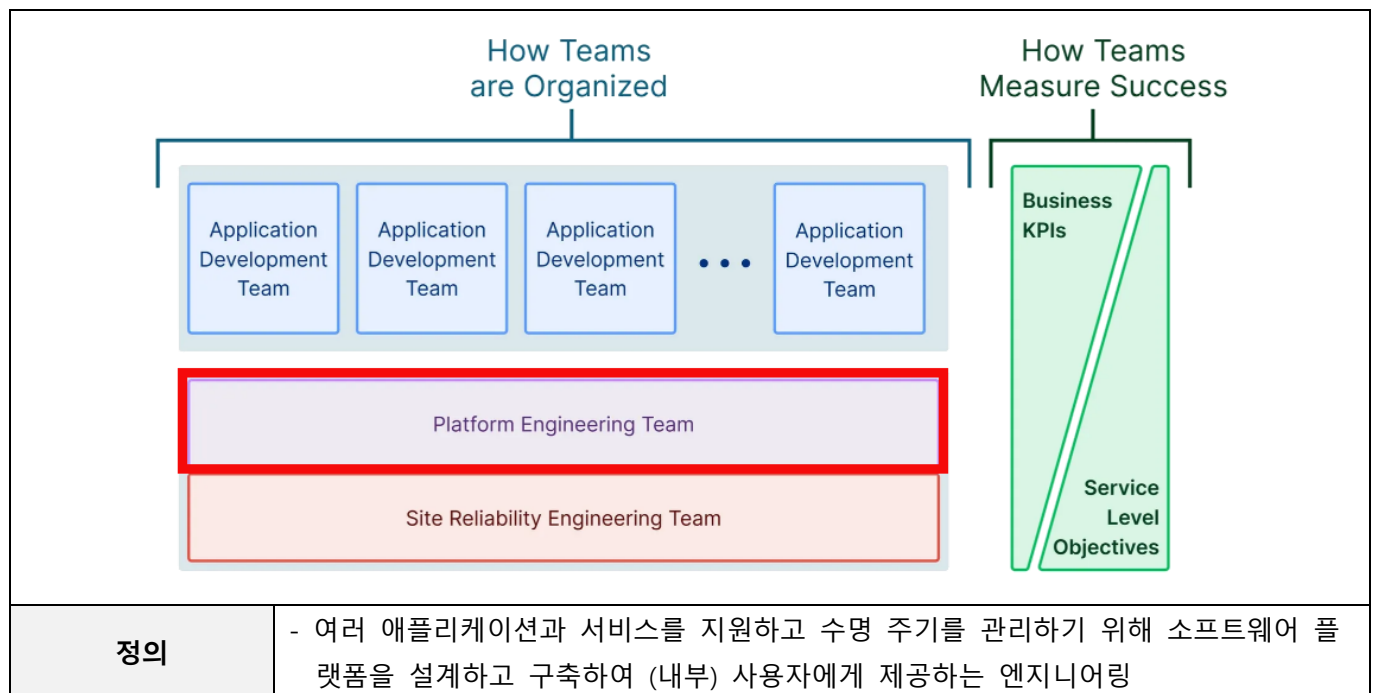 How Teams
are Organized
How Teams
Measure Success
Application
Development
Team
Application
Development
Team
Application
Development
Team
• • •
Application
Development
Team
Business
KPIs
Platform Engineering Team
Site Reliability Engineering Team
Service
Level
Objectives
정의
- 여러 애플리케이션과 서비스를 지원하고 수명 주기를 관리하기 위해 소프트웨어 플
랫폼을 설계하고 구축하여 (내부) 사용자에게 제공하는 엔지니어링